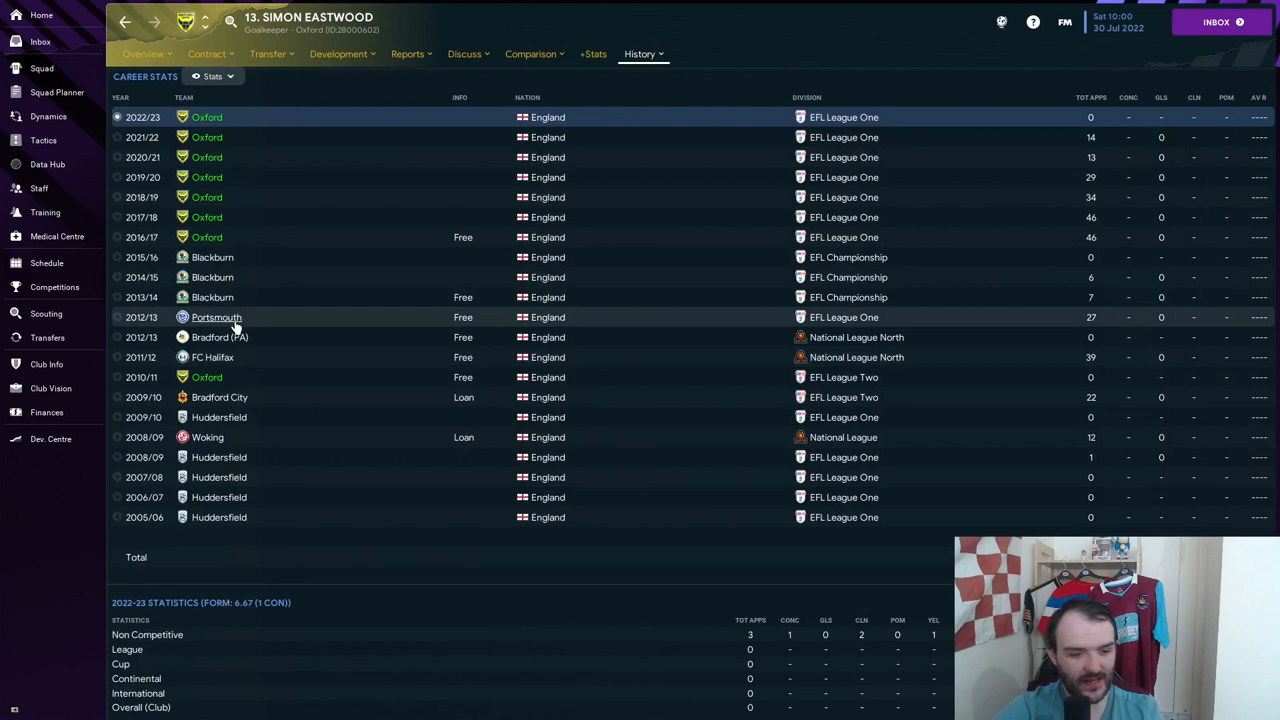 13. SIMON EASTWOOD
Goalkeeper - Oxford (ID:28000602)
FM
Sat 10:00
30 Jul 2022
INBOX
Overview
Contract
Transfer
Development
Reports
Discuss
Comparison
+Stats
History
Home
Inbox
Squad
Squad Planner
Dynamics
Tactics
Data Hub
Staff
Training
Medical Centre
Schedule
Competitions
Scouting
Transfers
Club Info
Club Vision
Finances
Dev. Centre
CAREER STATS Stats
YEAR TEAM INFO NATION DIVISION TOT APPS CONC GLS CLN POM AV R
2022/23 Oxford England EFL League One 0 - - - - ----
2021/22 Oxford England EFL League One 14 - 0 - - ----
2020/21 Oxford England EFL League One 13 - 0 - - ----
2019/20 Oxford England EFL League One 29 - 0 - - ----
2018/19 Oxford England EFL League One 34 - 0 - - ----
2017/18 Oxford England EFL League One 46 - 0 - - ----
2016/17 Oxford Free England EFL League One 46 - 0 - - ----
2015/16 Blackburn England EFL Championship 0 - - - - ----
2014/15 Blackburn England EFL Championship 6 - 0 - - ----
2013/14 Blackburn Free England EFL Championship 7 - 0 - - ----
2012/13 Portsmouth Free England EFL League One 27 - 0 - - ----
2012/13 Bradford (PA) Free England National League North 0 - - - - ----
2011/12 FC Halifax Free England National League North 39 - 0 - - ----
2010/11 Oxford Free England EFL League Two 0 - - - - ----
2009/10 Bradford City Loan England EFL League Two 22 - 0 - - ----
2009/10 Huddersfield England EFL League One 0 - - - - ----
2008/09 Woking Loan England National League 12 - 0 - - ----
2008/09 Huddersfield England EFL League One 1 - 0 - - ----
2007/08 Huddersfield England EFL League One 0 - - - - ----
2006/07 Huddersfield England EFL League One 0 - - - - ----
2005/06 Huddersfield England EFL League One 0 - - - - ----
Total
2022-23 STATISTICS (FORM: 6.67 (1 CON))
STATISTICS TOT APPS CONC GLS CLN POM YEL
Non Competitive 3 1 0 2 0 1
League 0 - - - - -
Cup 0 - - - - -
Continental 0 - - - - -
International 0 - - - - -
Overall (Club) 0 - - - - -